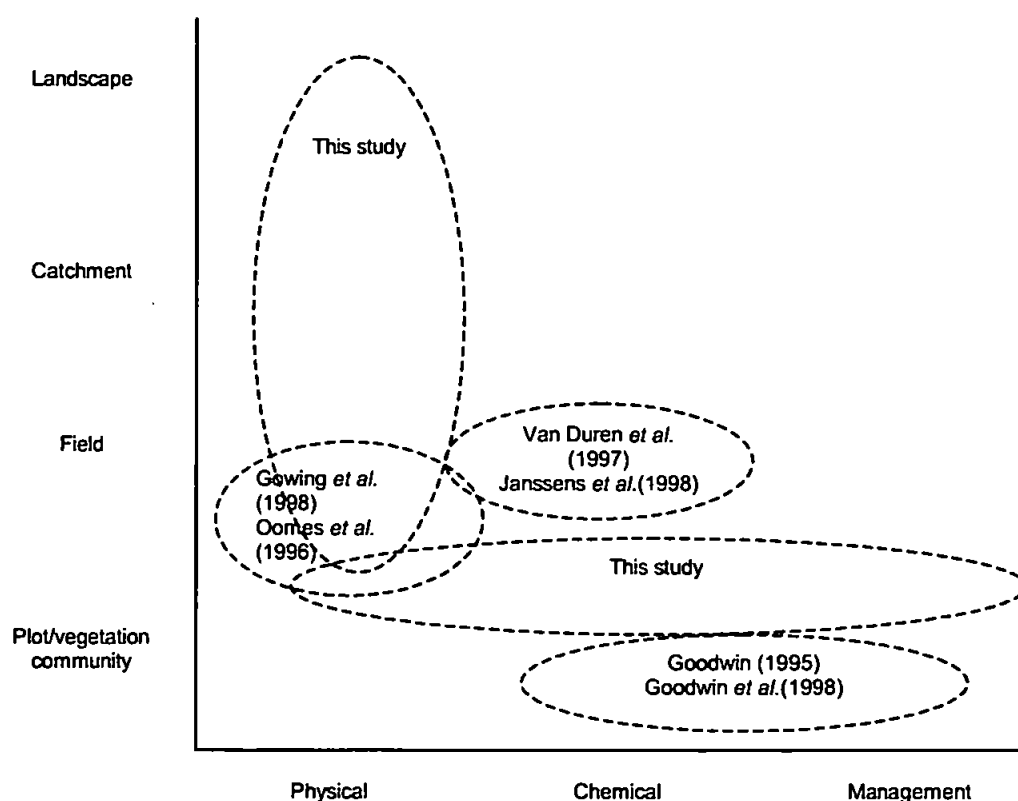 Landscape
This study
Catchment
Field
Van Duren et al.
(1997)
Janssens et al.(1998)
Gowing et al.
(1998)
Oomes et al.
(1996)
This study
Plot/vegetation
community
Goodwin (1995)
Goodwin et al.(1998)
Physical
Chemical
Management